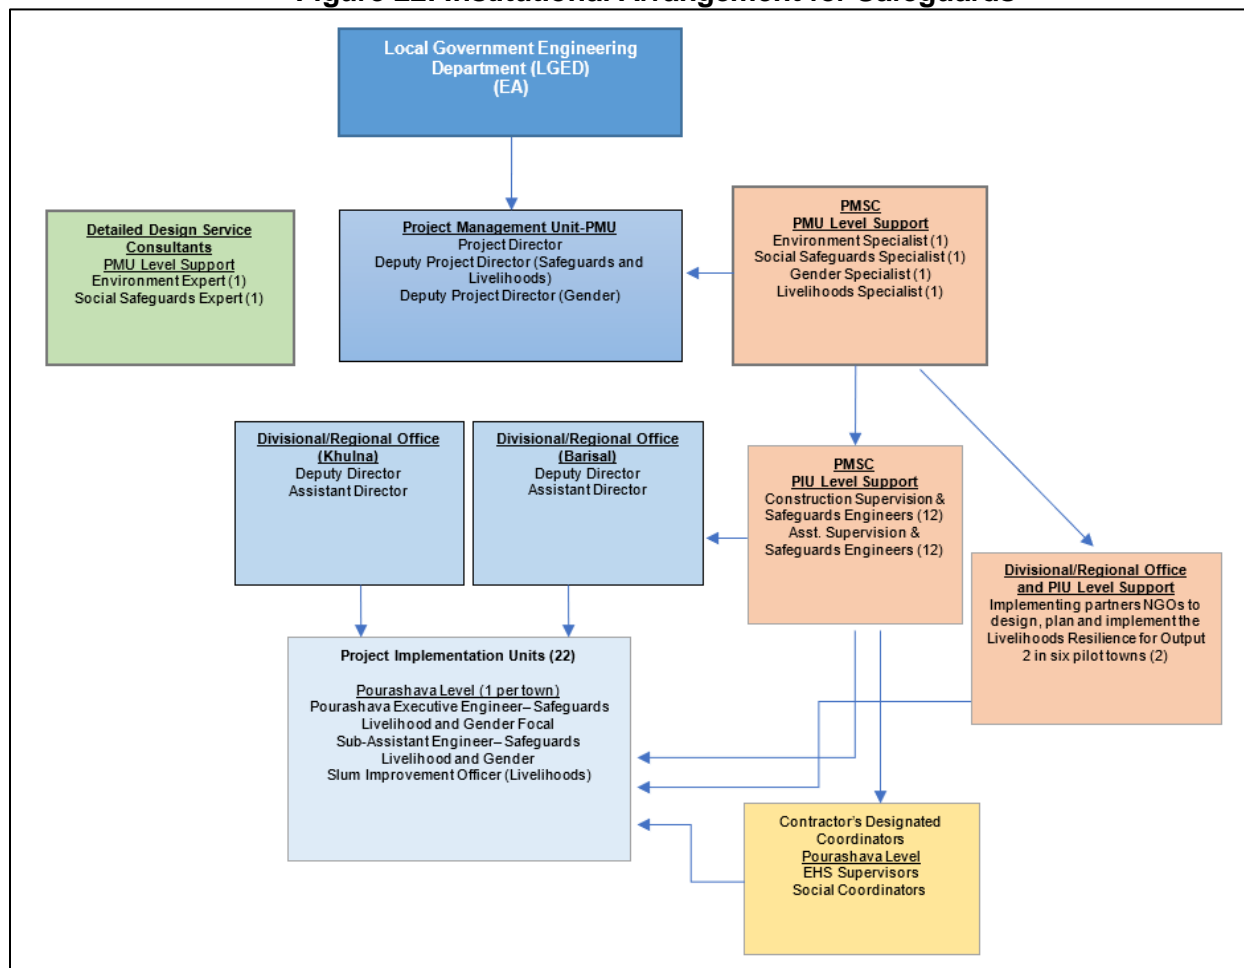 Figure 22: Institutional Arrangement for Safeguards
Local Government Engineering
Department (LGED)
(EA)
Detailed Design Service
Consultants
PMU Level Support
Environment Expert (1)
Social Safeguards Expert (1)
Project Management Unit-PMU
Project Director
Deputy Project Director (Safeguards and
Livelihoods)
Deputy Project Director (Gender)
PMSC
PMU Level Support
Environment Specialist (1)
Social Safeguards Specialist (1)
Gender Specialist (1)
Livelihoods Specialist (1)
Divisional/Regional Office
(Khulna)
Deputy Director
Assistant Director
Divisional/Regional Office
(Barisal)
Deputy Director
Assistant Director
PMSC
PIU Level Support
Construction Supervision &
Safeguards Engineers (12)
Asst. Supervision &
Safeguards Engineers (12)
Divisional/Regional Office
and PIU Level Support
Implementing partners NGOs to
design, plan and implement the
Livelihoods Resilience for Output
2 in six pilot towns (2)
Project Implementation Units (22)
Pourashava Level (1 per town)
Pourashava Executive Engineer– Safeguards
Livelihood and Gender Focal
Sub-Assistant Engineer– Safeguards
Livelihood and Gender
Slum Improvement Officer (Livelihoods)
Contractor's Designated
Coordinators
Pourashava Level
EHS Supervisors
Social Coordinators